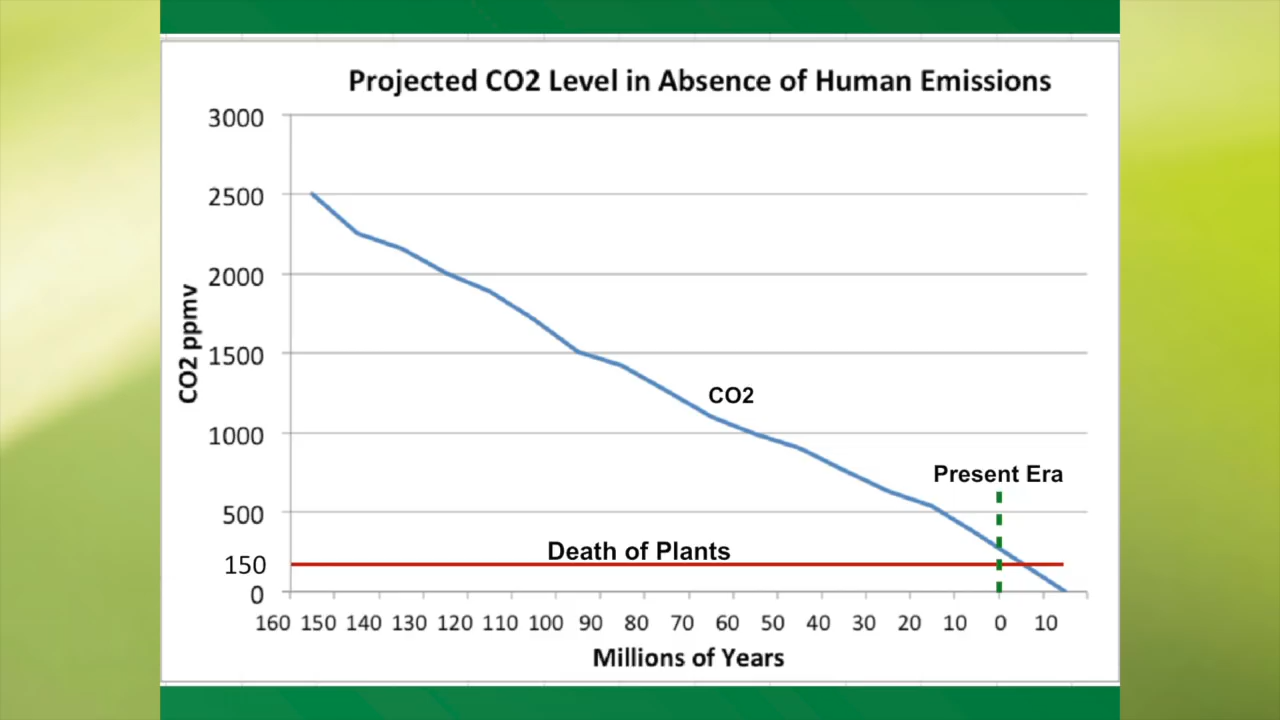 Projected CO2 Level in Absence of Human Emissions
3000
2500
2000
1500
1000
500
150
0
CO2 ppmv
CO2
Present Era
Death of Plants
160 150 140 130 120 110 100 90 80 70 60 50 40 30 20 10 0 10
Millions of Years